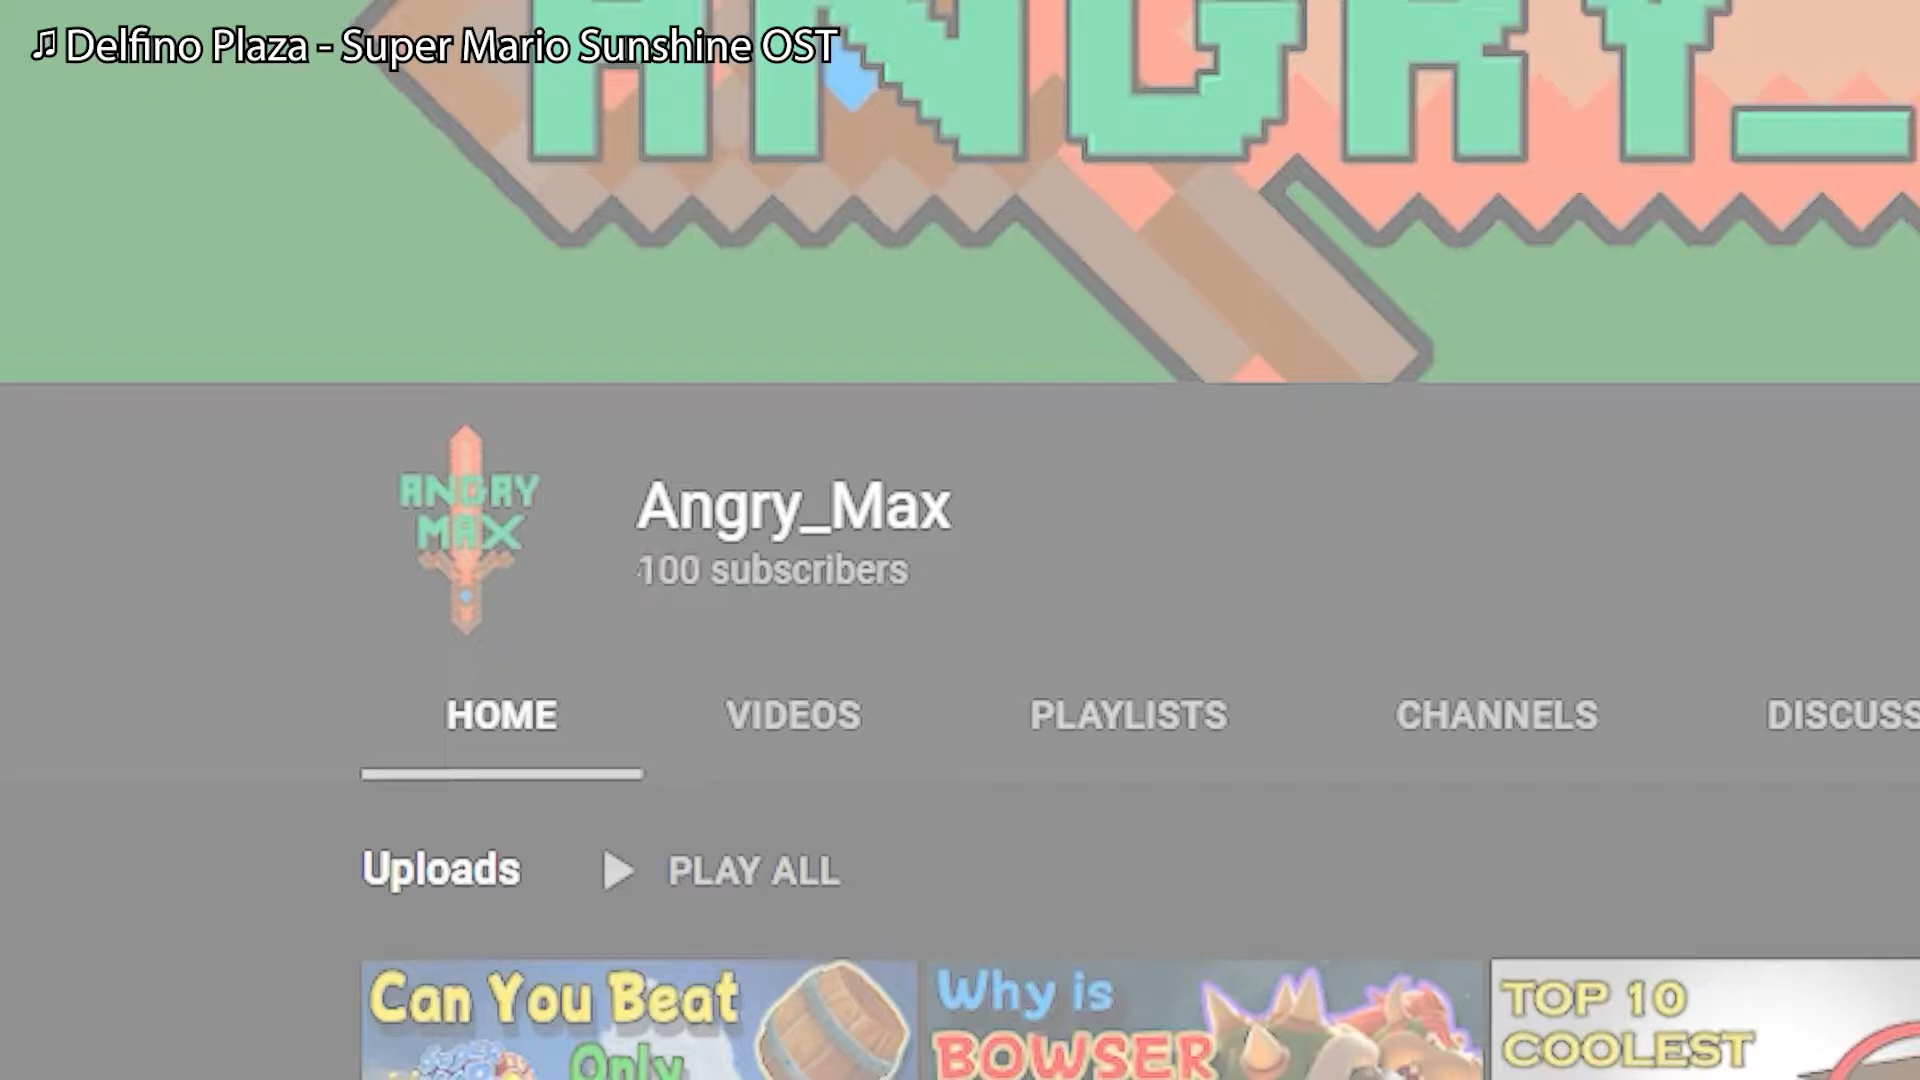 ♫ Delfino Plaza - Super Mario Sunshine OST
ANGRY_
ANGRY
MAX
Angry_Max
100 subscribers
HOME VIDEOS PLAYLISTS CHANNELS DISCUSS
Uploads PLAY ALL
Can You Beat
Only
Why is
BOWSER
TOP 10
COOLEST